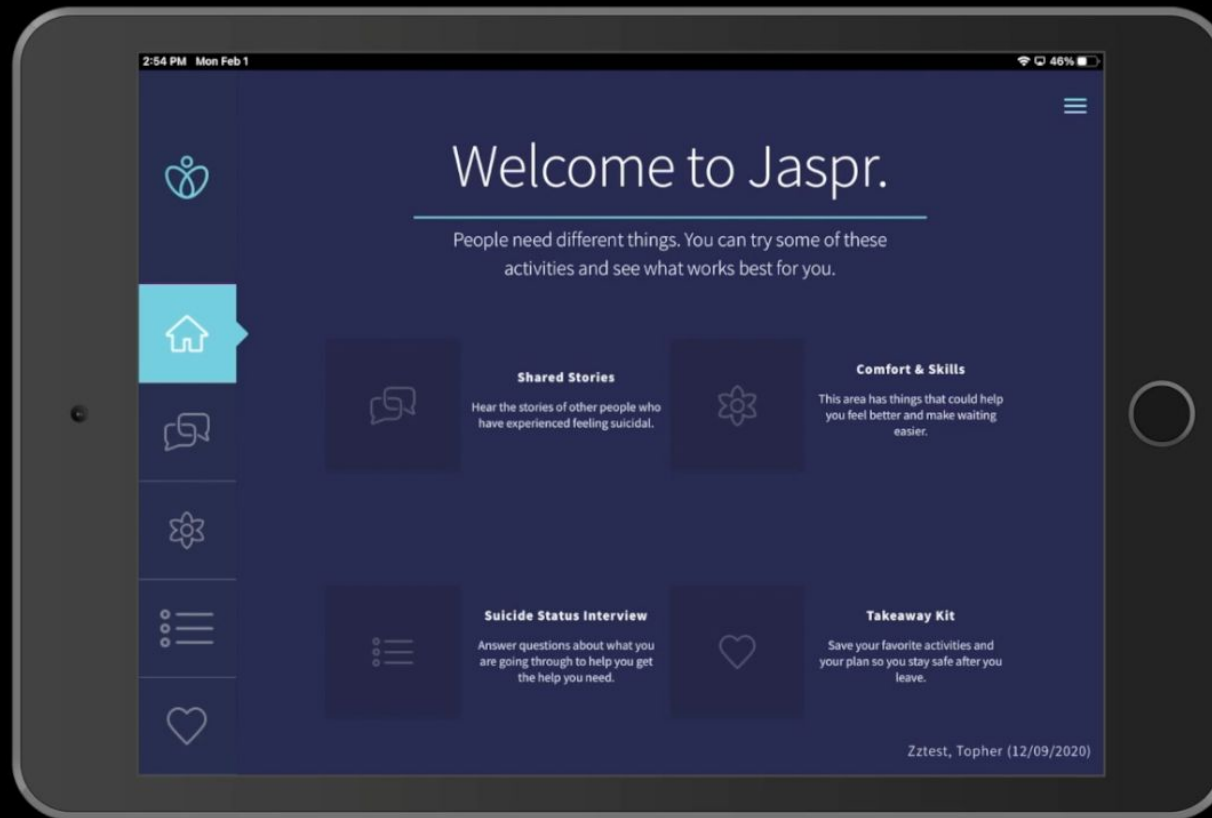 2:54 PM Mon Feb 1
46%
Welcome to Jaspr.
People need different things. You can try some of these
activities and see what works best for you.
Shared Stories
Hear the stories of other people who
have experienced feeling suicidal.
Comfort & Skills
This area has things that could help
you feel better and make waiting
easier.
Suicide Status Interview
Answer questions about what you
are going through to help you get
the help you need.
Takeaway Kit
Save your favorite activities and
your plan so you stay safe after you
leave.
Zztest, Topher (12/09/2020)